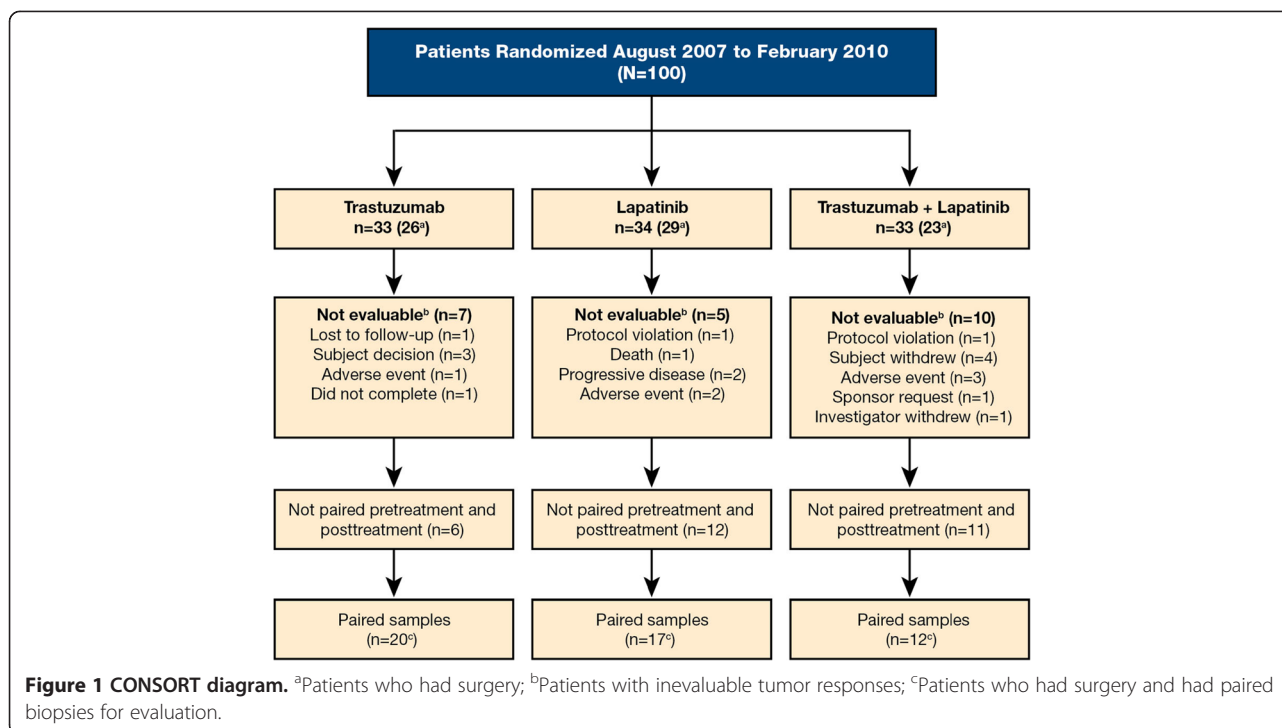 Patients Randomized August 2007 to February 2010
(N=100)
Trastuzumab
n=33 (26ᵃ)
Lapatinib
n=34 (29ᵃ)
Trastuzumab + Lapatinib
n=33 (23ᵃ)
Not evaluableᵇ (n=7)
Lost to follow-up (n=1)
Subject decision (n=3)
Adverse event (n=1)
Did not complete (n=1)
Not evaluableᵇ (n=5)
Protocol violation (n=1)
Death (n=1)
Progressive disease (n=2)
Adverse event (n=2)
Not evaluableᵇ (n=10)
Protocol violation (n=1)
Subject withdrew (n=4)
Adverse event (n=3)
Sponsor request (n=1)
Investigator withdrew (n=1)
Not paired pretreatment and
posttreatment (n=6)
Not paired pretreatment and
posttreatment (n=12)
Not paired pretreatment and
posttreatment (n=11)
Paired samples
(n=20ᶜ)
Paired samples
(n=17ᶜ)
Paired samples
(n=12ᶜ)
Figure 1 CONSORT diagram. ᵃPatients who had surgery; ᵇPatients with inevaluable tumor responses; ᶜPatients who had surgery and had paired
biopsies for evaluation.